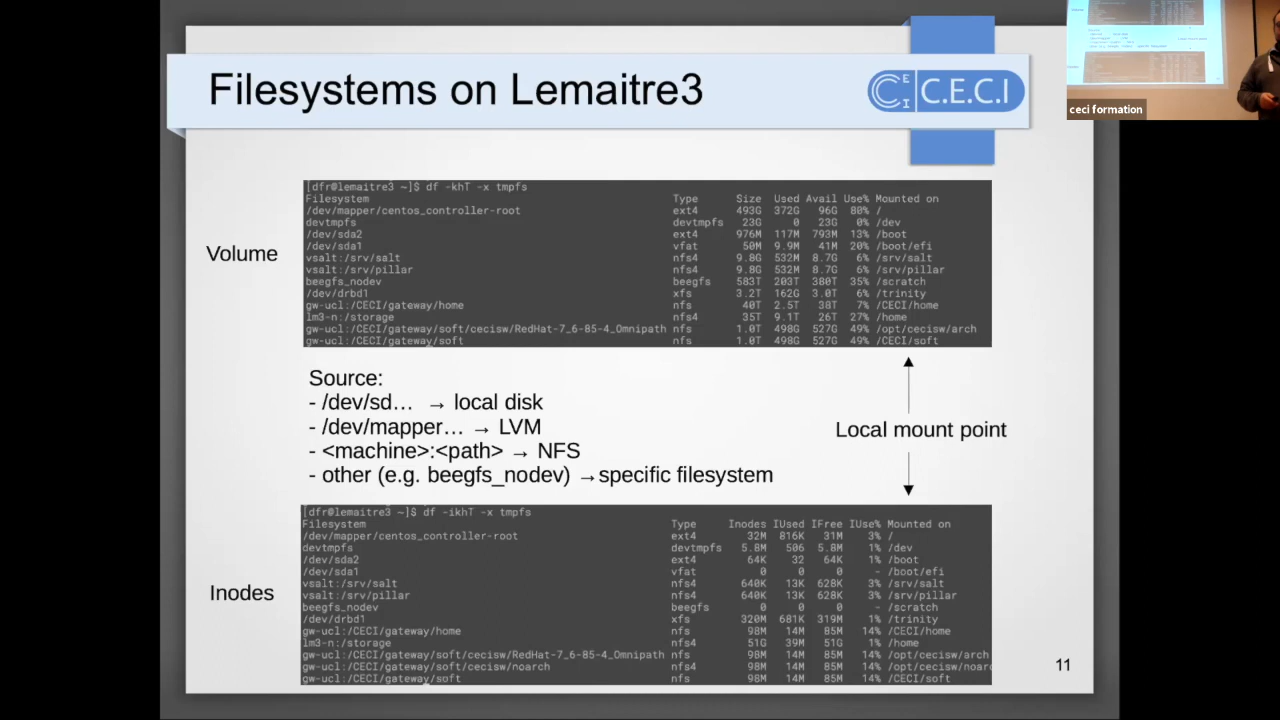 Filesystems on Lemaitre3
CECI
C.E.C.I
ceci formation
[dfr@lemaitre3 ~]$ df -khT -x tmpfs
Filesystem Type Size Used Avail Use% Mounted on
/dev/mapper/centos_controller-root ext4 493G 372G 96G 80% /
devtmpfs devtmpfs 23G 0 23G 0% /dev
/dev/sda2 ext4 976M 117M 793M 13% /boot
/dev/sda1 vfat 50M 9.9M 41M 20% /boot/efi
vsalt:/srv/salt nfs4 9.8G 532M 8.7G 6% /srv/salt
vsalt:/srv/pillar nfs4 9.8G 532M 8.7G 6% /srv/pillar
beegfs_nodev beegfs 583T 203T 380T 35% /scratch
/dev/drbd1 xfs 3.2T 162G 3.0T 6% /trinity
gw-ucl:/CECI/gateway/home nfs 40T 2.5T 38T 7% /CECI/home
lm3-n:/storage nfs4 35T 9.1T 26T 27% /home
gw-ucl:/CECI/gateway/soft/cecisw/RedHat-7_6-85-4_Omnipath nfs 1.0T 498G 527G 49% /opt/cecisw/arch
gw-ucl:/CECI/gateway/soft nfs 1.0T 498G 527G 49% /CECI/soft
Volume
Source:
- /dev/sd… → local disk
- /dev/mapper… → LVM
- <machine>:<path> → NFS
- other (e.g. beegfs_nodev) →specific filesystem
Local mount point
[dfr@lemaitre3 ~]$ df -ikhT -x tmpfs
Filesystem Type Inodes IUsed IFree IUse% Mounted on
/dev/mapper/centos_controller-root ext4 32M 816K 31M 3% /
devtmpfs devtmpfs 5.8M 506 5.8M 1% /dev
/dev/sda2 ext4 64K 32 64K 1% /boot
/dev/sda1 vfat 0 0 0 - /boot/efi
vsalt:/srv/salt nfs4 640K 13K 628K 3% /srv/salt
vsalt:/srv/pillar nfs4 640K 13K 628K 3% /srv/pillar
beegfs_nodev beegfs 0 0 0 - /scratch
/dev/drbd1 xfs 320M 681K 319M 1% /trinity
gw-ucl:/CECI/gateway/home nfs 98M 14M 85M 14% /CECI/home
lm3-n:/storage nfs4 51G 39M 51G 1% /home
gw-ucl:/CECI/gateway/soft/cecisw/RedHat-7_6-85-4_Omnipath nfs 98M 14M 85M 14% /opt/cecisw/arch
gw-ucl:/CECI/gateway/soft/cecisw/noarch nfs4 98M 14M 85M 14% /opt/cecisw/noarc
gw-ucl:/CECI/gateway/soft nfs 98M 14M 85M 14% /CECI/soft
Inodes
11